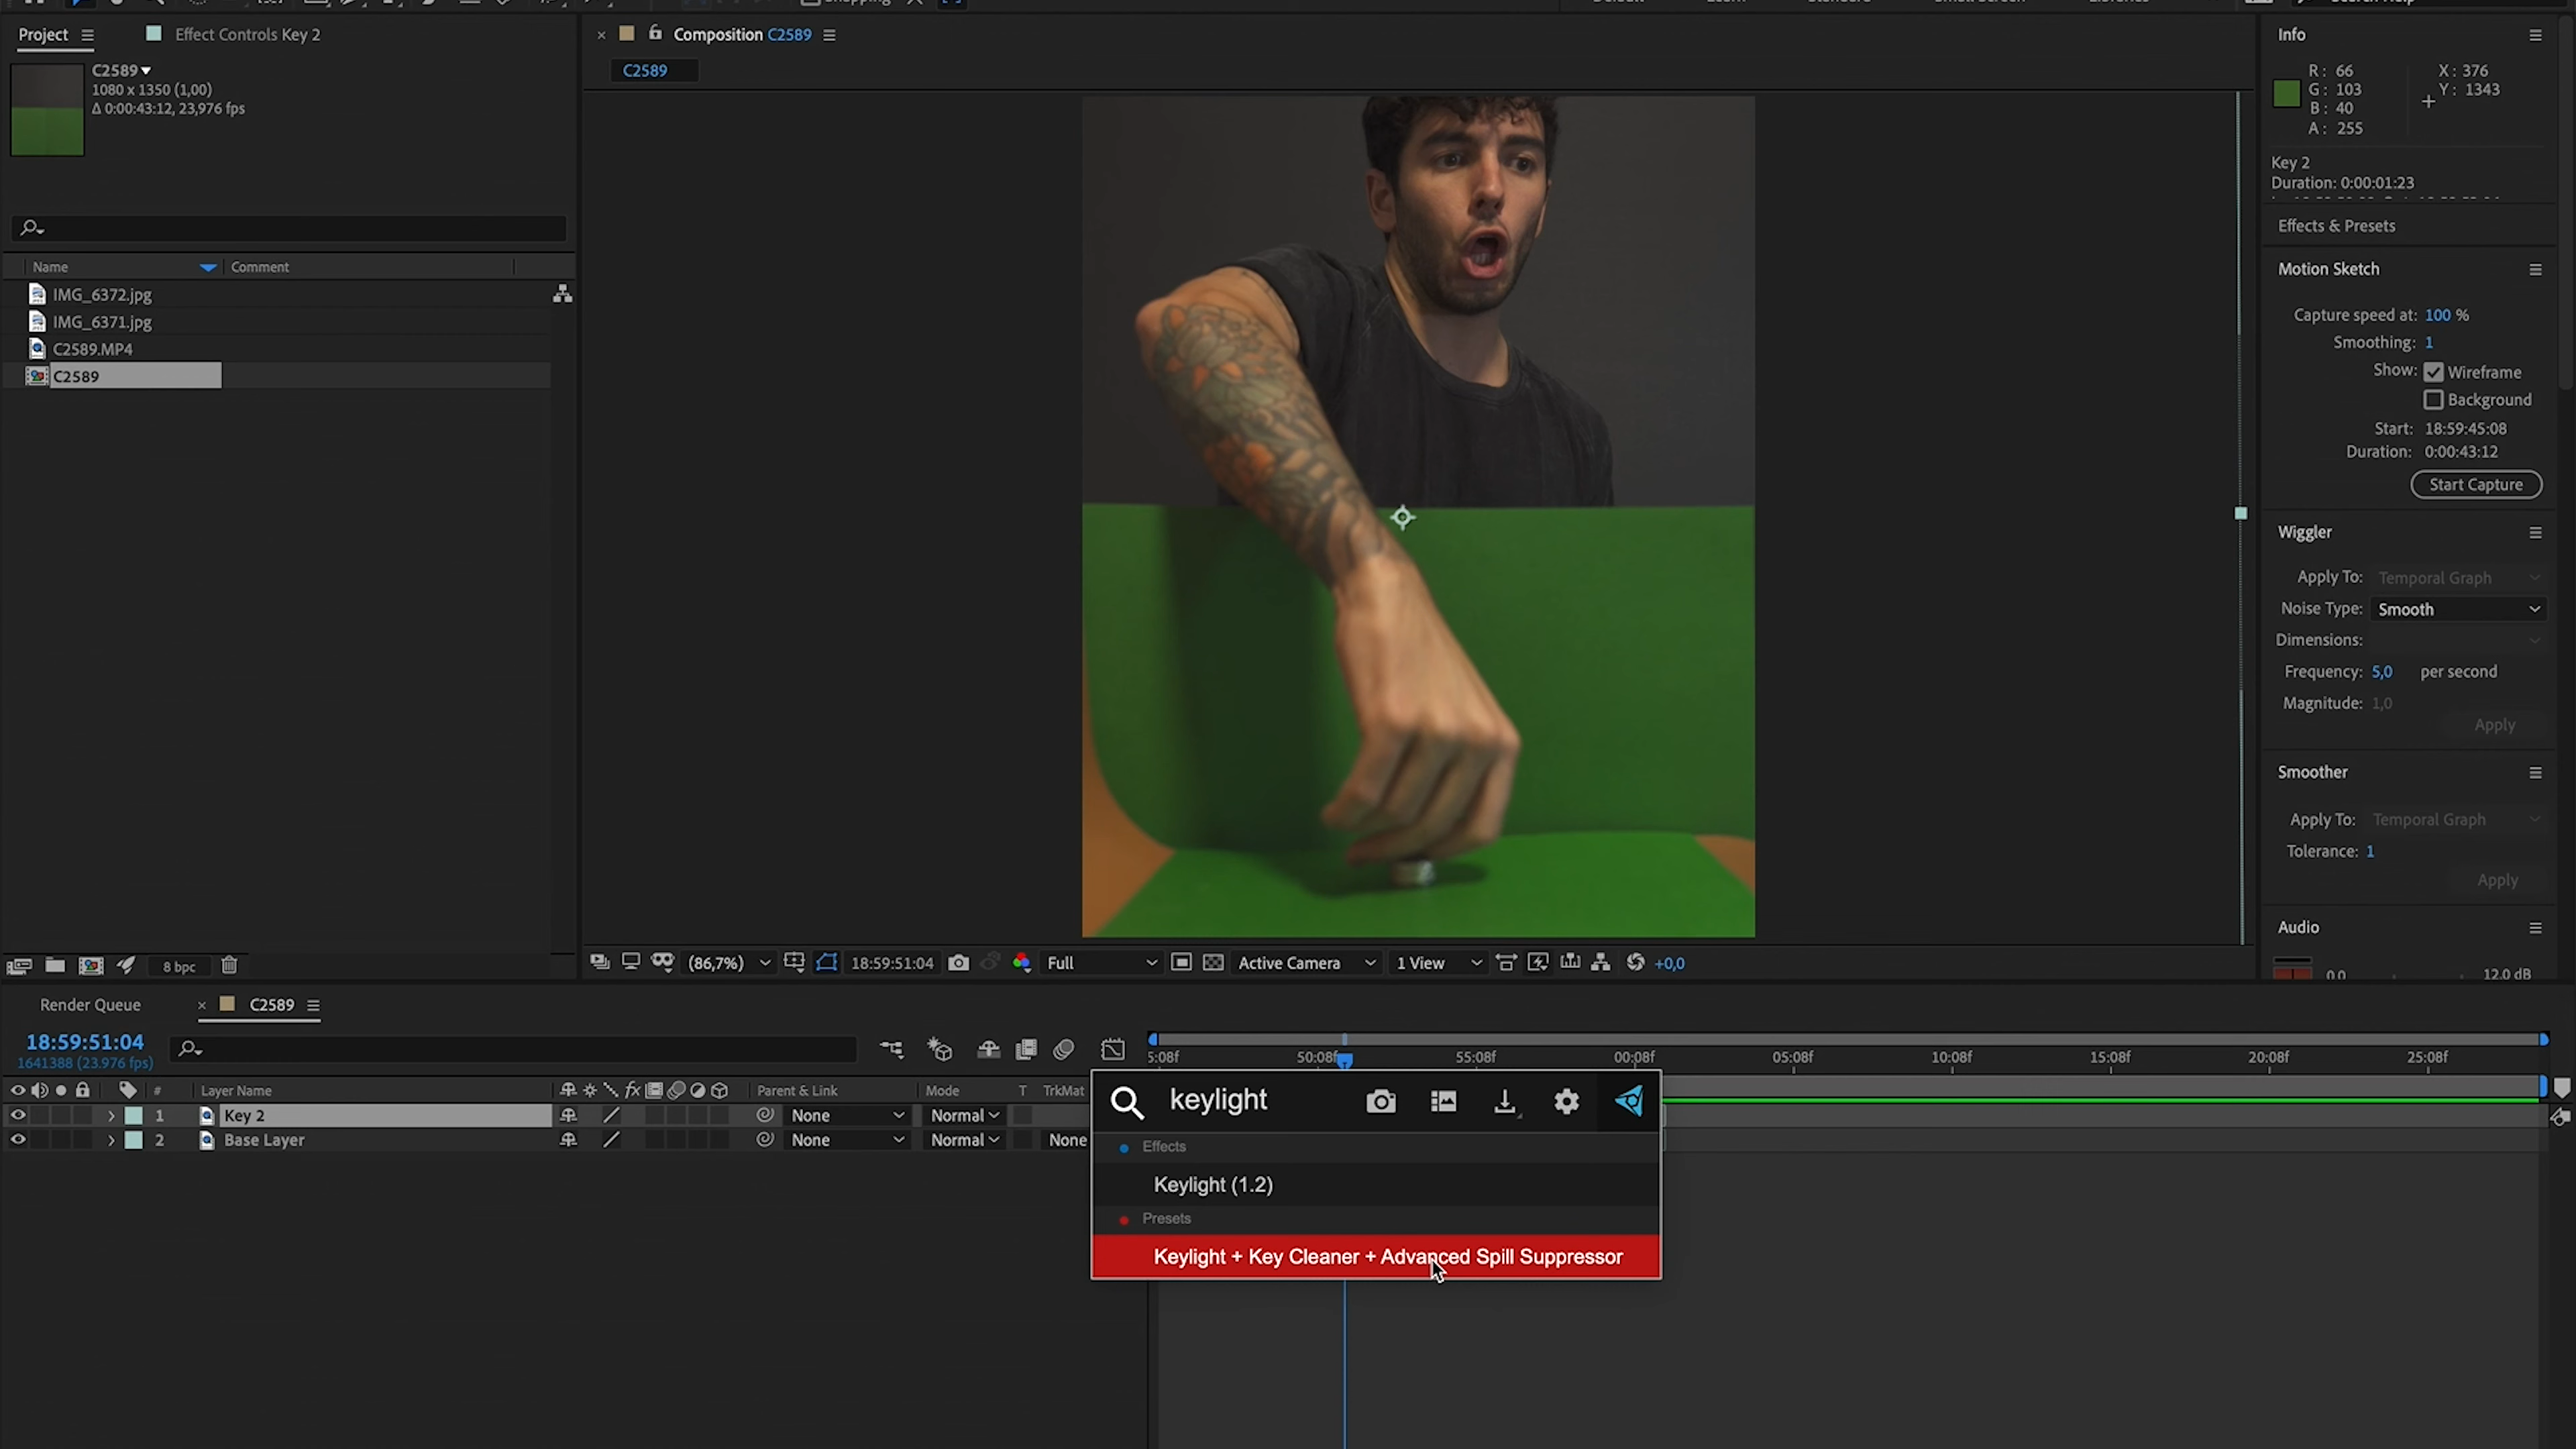 Project
Effect Controls Key 2
Composition C2589
C2589
C2589
1080 x 1350 (1,00)
Δ 0:00:43:12, 23,976 fps
Name
Comment
IMG_6372.jpg
IMG_6371.jpg
C2589.MP4
C2589
8 bpc
(86,7%)
18:59:51:04
Full
Active Camera
1 View
+0,0
Info
R: 66
G: 103
B: 40
A: 255
X: 376
Y: 1343
Key 2
Duration: 0:00:01:23
Effects & Presets
Motion Sketch
Capture speed at: 100 %
Smoothing: 1
Show: Wireframe
Background
Start: 18:59:45:08
Duration: 0:00:43:12
Start Capture
Wiggler
Apply To: Temporal Graph
Noise Type: Smooth
Dimensions:
Frequency: 5,0 per second
Magnitude: 1,0
Apply
Smoother
Apply To: Temporal Graph
Tolerance: 1
Apply
Audio
0.0
12.0 dB
Render Queue
C2589
18:59:51:04
1641388 (23.976 fps)
5:08f 50:08f 55:08f 00:08f 05:08f 10:08f 15:08f 20:08f 25:08f
# Layer Name Parent & Link Mode T TrkMat
1 Key 2 None Normal
2 Base Layer None Normal None
keylight
Effects
Keylight (1.2)
Presets
Keylight + Key Cleaner + Advanced Spill Suppressor